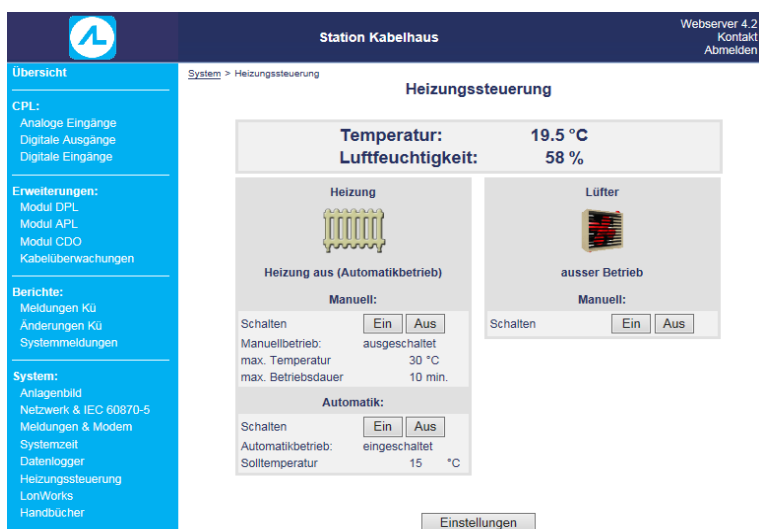 Station Kabelhaus
Webserver 4.2
Kontakt
Abmelden
Übersicht
CPL:
Analoge Eingänge
Digitale Ausgänge
Digitale Eingänge
Erweiterungen:
Modul DPL
Modul APL
Modul CDO
Kabelüberwachungen
Berichte:
Meldungen Kü
Änderungen Kü
Systemmeldungen
System:
Anlagenbild
Netzwerk & IEC 60870-5
Meldungen & Modem
Systemzeit
Datenlogger
Heizungssteuerung
LonWorks
Handbücher
System > Heizungssteuerung
Heizungssteuerung
Temperatur: 19.5 °C
Luftfeuchtigkeit: 58 %
Heizung
Heizung aus (Automatikbetrieb)
Manuell:
Schalten Ein Aus
Manuellbetrieb: ausgeschaltet
max. Temperatur 30 °C
max. Betriebsdauer 10 min.
Automatik:
Schalten Ein Aus
Automatikbetrieb: eingeschaltet
Solltemperatur 15 °C
Lüfter
ausser Betrieb
Manuell:
Schalten Ein Aus
Einstellungen